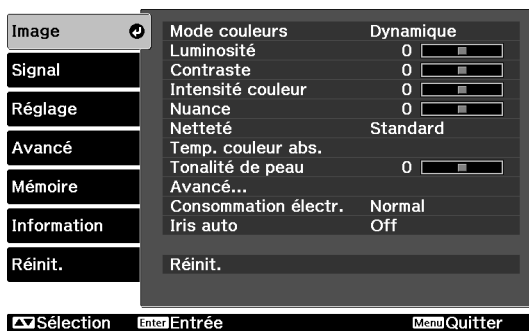 Image
Signal
Réglage
Avancé
Mémoire
Information
Réinit.
Mode couleurs Dynamique
Luminosité 0
Contraste 0
Intensité couleur 0
Nuance 0
Netteté Standard
Temp. couleur abs.
Tonalité de peau 0
Avancé...
Consommation électr. Normal
Iris auto Off
Réinit.
Sélection Enter Entrée Menu Quitter